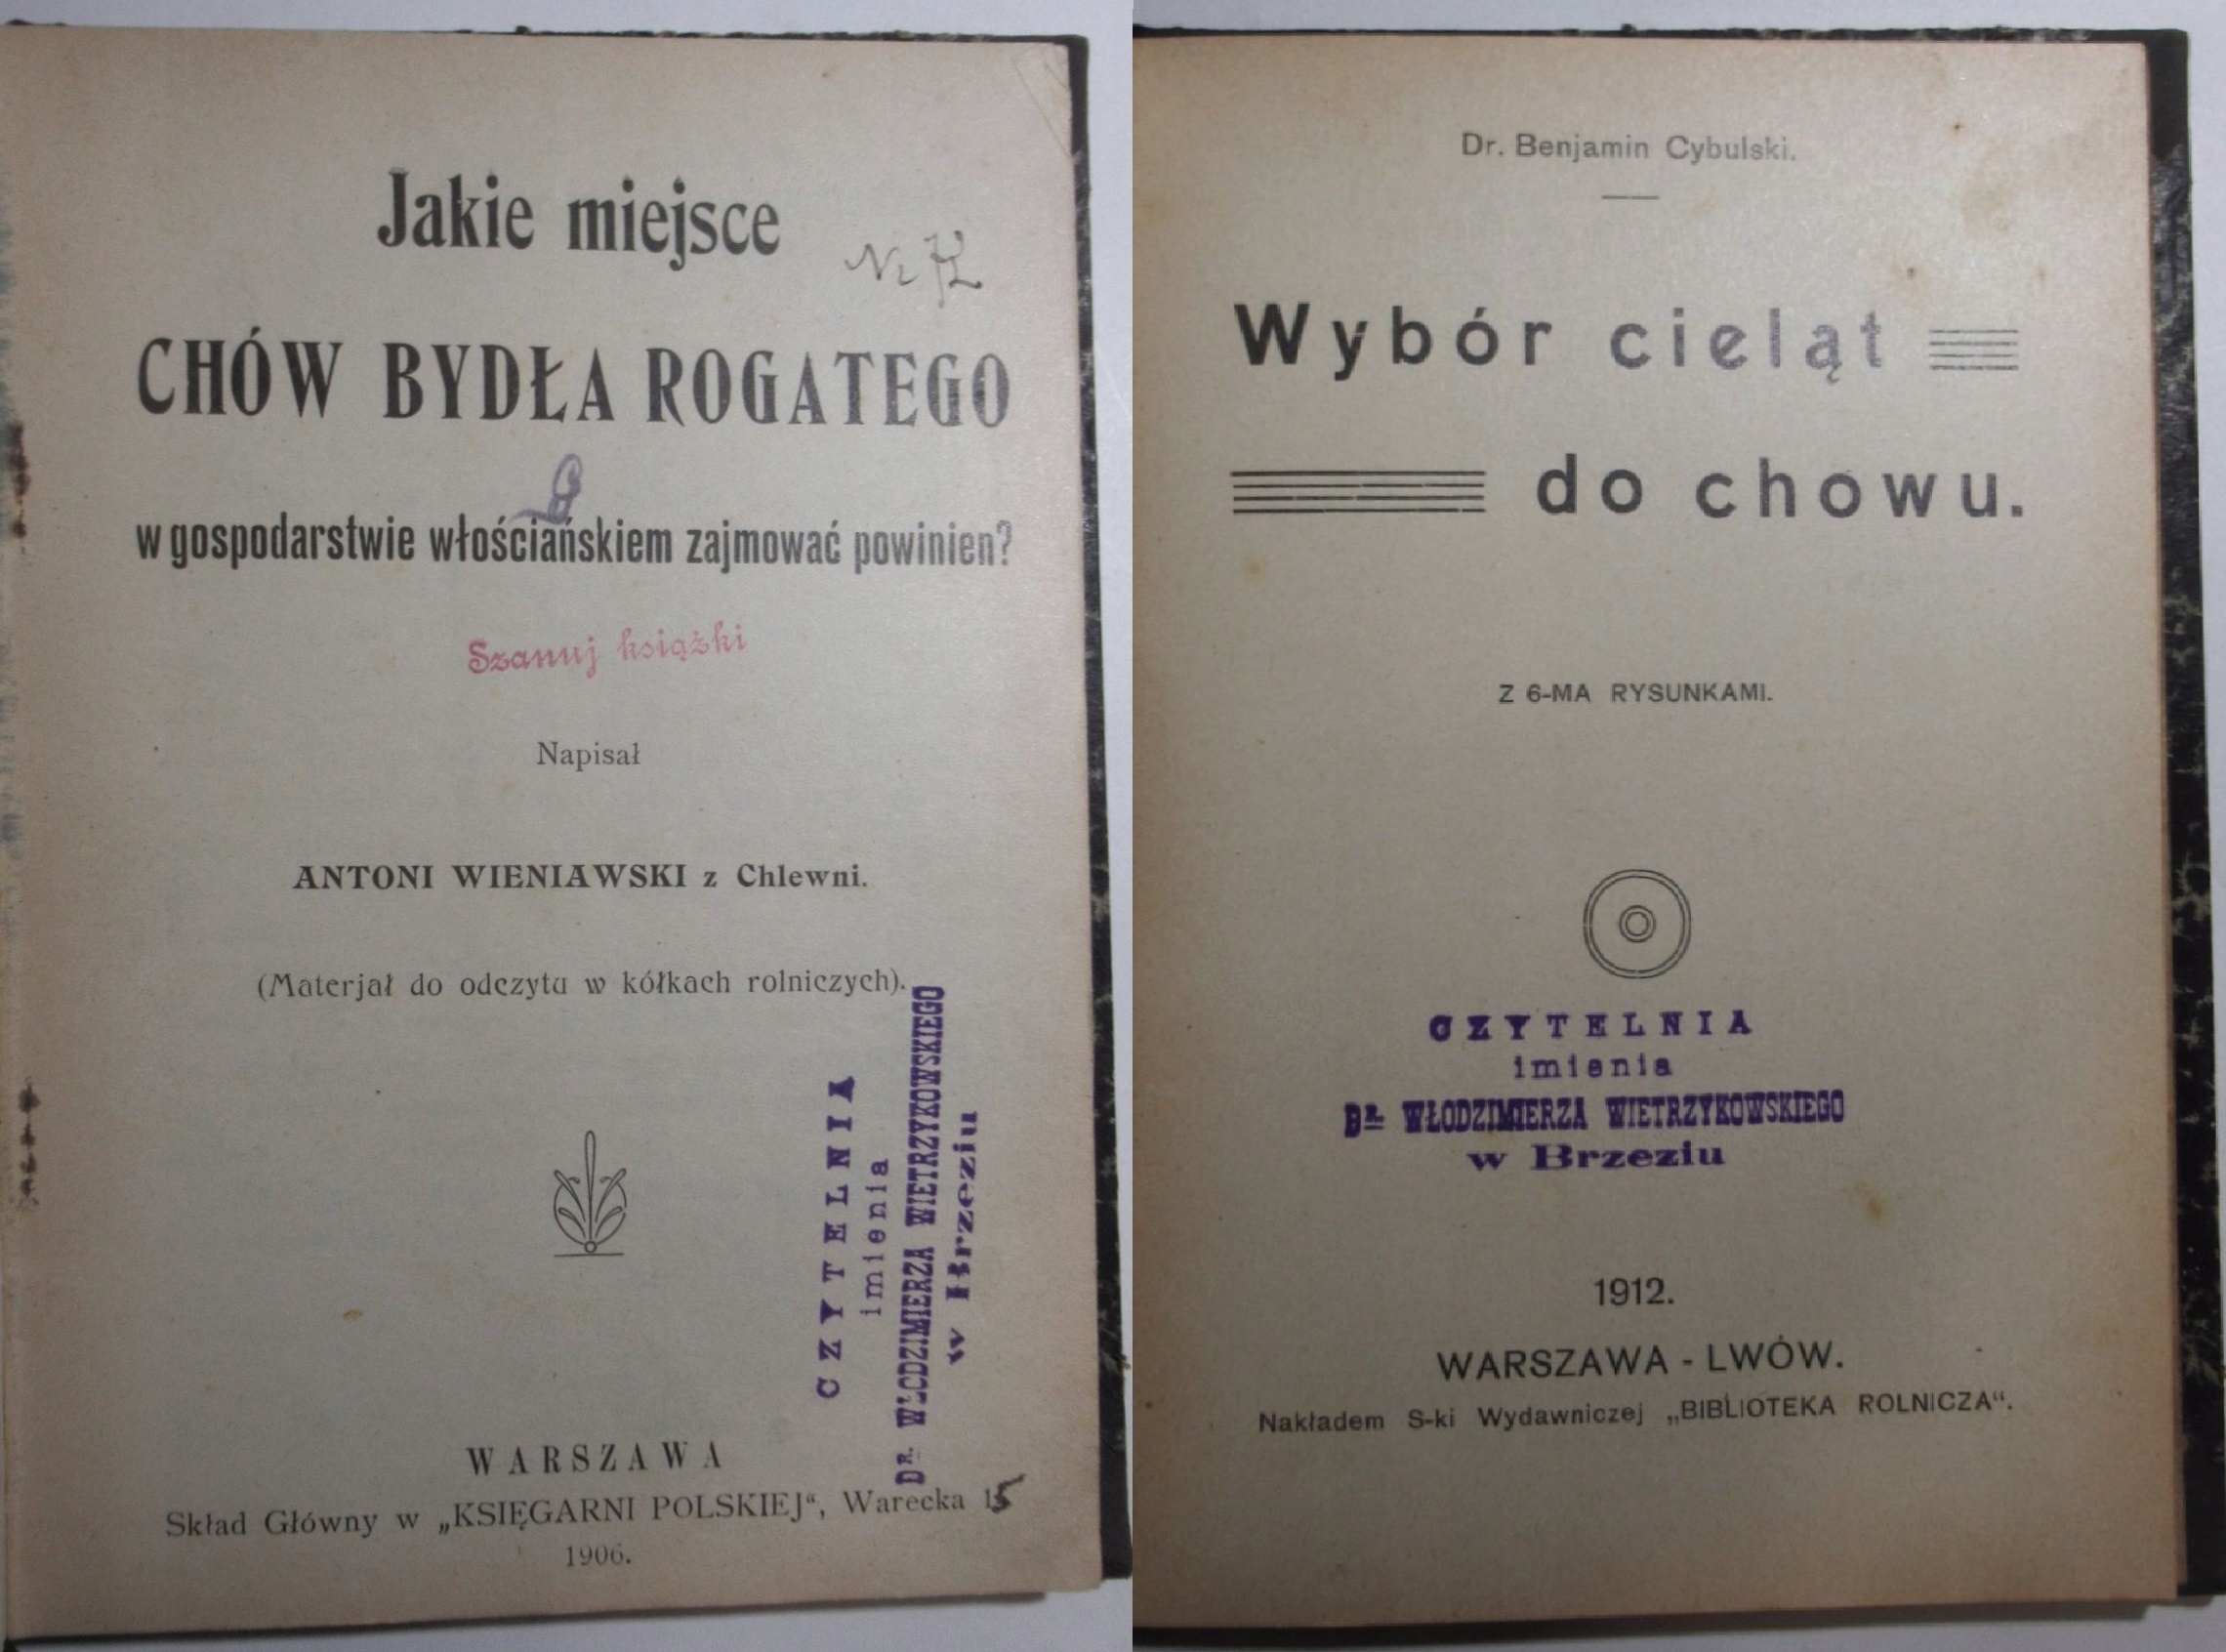 Jakie miejsce
CHÓW BYDŁA ROGATEGO
w gospodarstwie włościańskiem zajmować powinien?
Szanuj książki
Napisał
ANTONI WIENIAWSKI z Chlewni.
(Materjał do odczytu w kółkach rolniczych).
CZYTELNIA
imienia
DR. WŁODZIMIERZA WIETRZYKOWSKIEGO
w Brzeziu
WARSZAWA
Skład Główny w „KSIĘGARNI POLSKIEJ“, Warecka 15
1906.
Dr. Benjamin Cybulski.
Wybór cieląt
do chowu.
Z 6-MA RYSUNKAMI.
CZYTELNIA
imienia
DR. WŁODZIMIERZA WIETRZYKOWSKIEGO
w Brzeziu
1912.
WARSZAWA - LWÓW.
Nakładem S-ki Wydawniczej „BIBLIOTEKA ROLNICZA“.